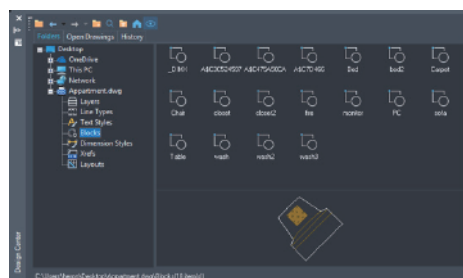 Folders Open Drawings History
Desktop
OneDrive
This PC
Network
Appartment.dwg
Layers
Line Types
Text Styles
Blocks
Dimension Styles
Xrefs
Layouts
Bed bed2 Carpet
Chair closet closet2 fire monitor PC sofa
Table wash wash2 wash3
Design Center